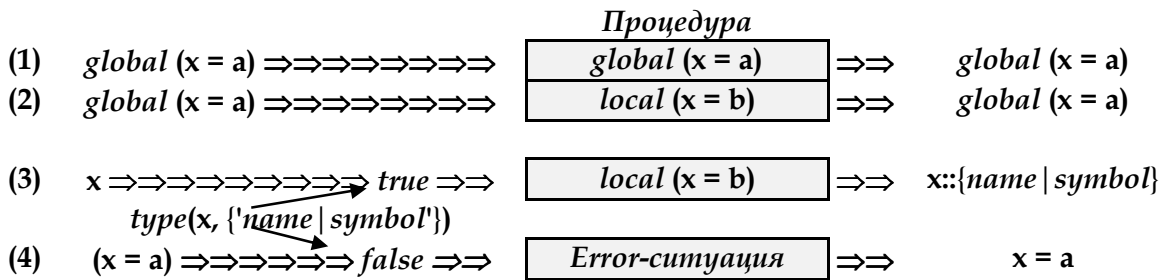 Процедура
(1) global (x = a) ⇒⇒⇒⇒⇒⇒⇒⇒ global (x = a) ⇒⇒ global (x = a)
(2) global (x = a) ⇒⇒⇒⇒⇒⇒⇒⇒ local (x = b) ⇒⇒ global (x = a)
(3) x ⇒⇒⇒⇒⇒⇒⇒⇒⇒ true ⇒⇒ local (x = b) ⇒⇒ x::{name|symbol}
type(x, {'name|symbol'})
(4) (x = a) ⇒⇒⇒⇒⇒⇒ false ⇒⇒ Error-ситуация ⇒⇒ x = a